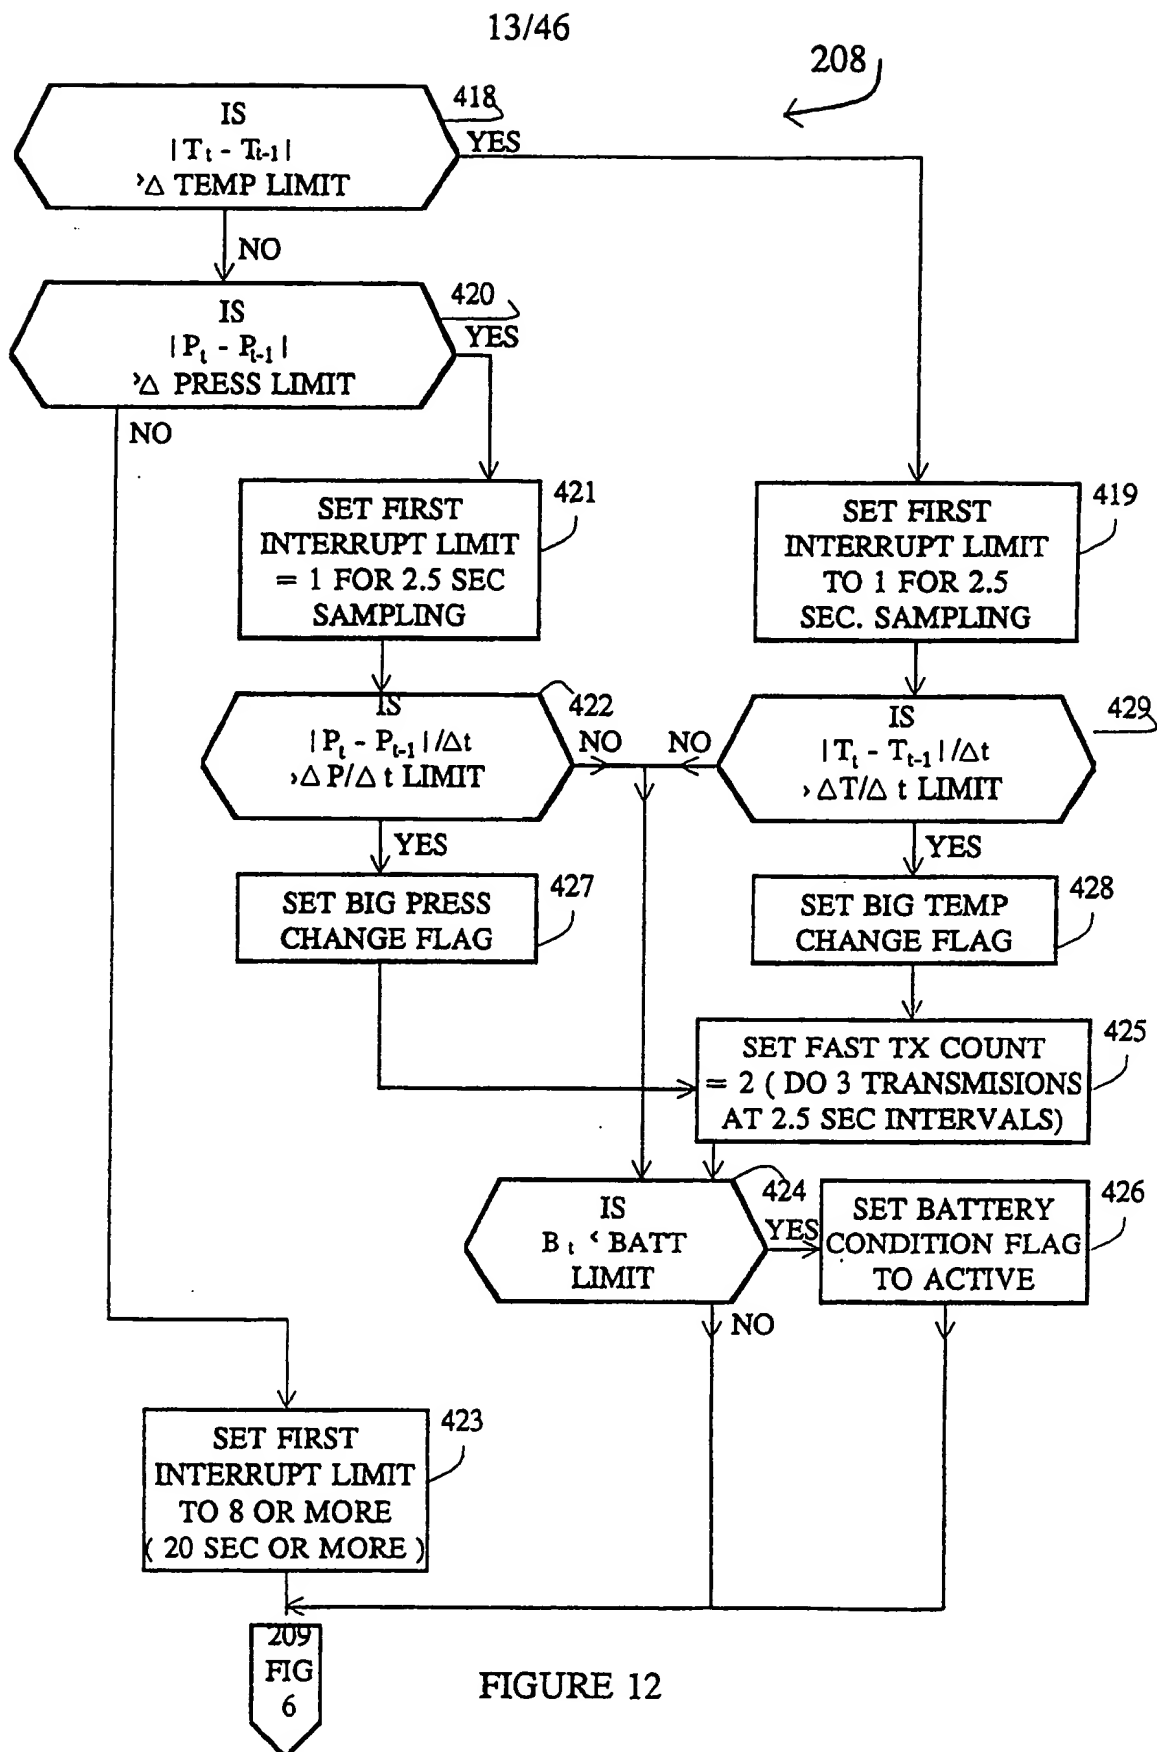 13/46
208
IS
|Tt - Tt-1|
>Δ TEMP LIMIT
418
YES
NO
IS
|Pt - Pt-1|
>Δ PRESS LIMIT
420
YES
NO
SET FIRST
INTERRUPT LIMIT
= 1 FOR 2.5 SEC
SAMPLING
421
SET FIRST
INTERRUPT LIMIT
TO 1 FOR 2.5
SEC. SAMPLING
419
IS
|Pt - Pt-1|/Δt
>Δ P/Δ t LIMIT
422
NO
NO
IS
|Tt - Tt-1|/Δt
>ΔT/Δ t LIMIT
429
YES
YES
SET BIG PRESS
CHANGE FLAG
427
SET BIG TEMP
CHANGE FLAG
428
SET FAST TX COUNT
= 2 ( DO 3 TRANSMISIONS
AT 2.5 SEC INTERVALS)
425
IS
Bt < BATT
LIMIT
424
YES
NO
SET BATTERY
CONDITION FLAG
TO ACTIVE
426
SET FIRST
INTERRUPT LIMIT
TO 8 OR MORE
( 20 SEC OR MORE )
423
209
FIG
6
FIGURE 12